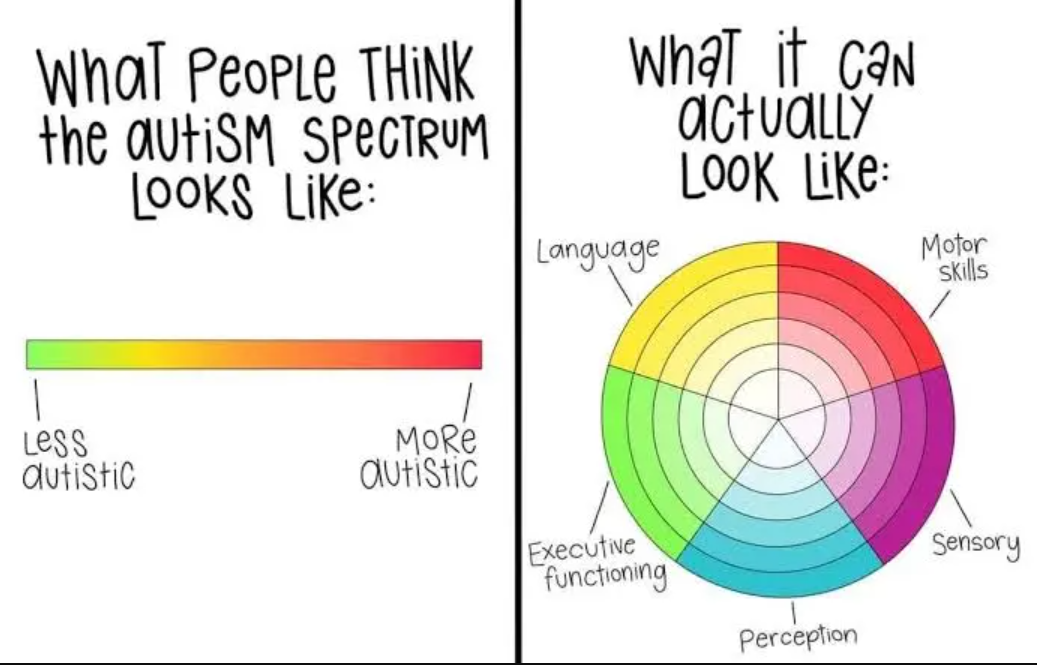 What PEOPLE THiNK
the autiSM SPECTRUM
LOOKS LiKe:
LeSS
autistic
MoRe
autistic
What it can
actuaLLY
LOOK LiKe:
Language
Motor
skills
Executive
functioning
Sensory
Perception